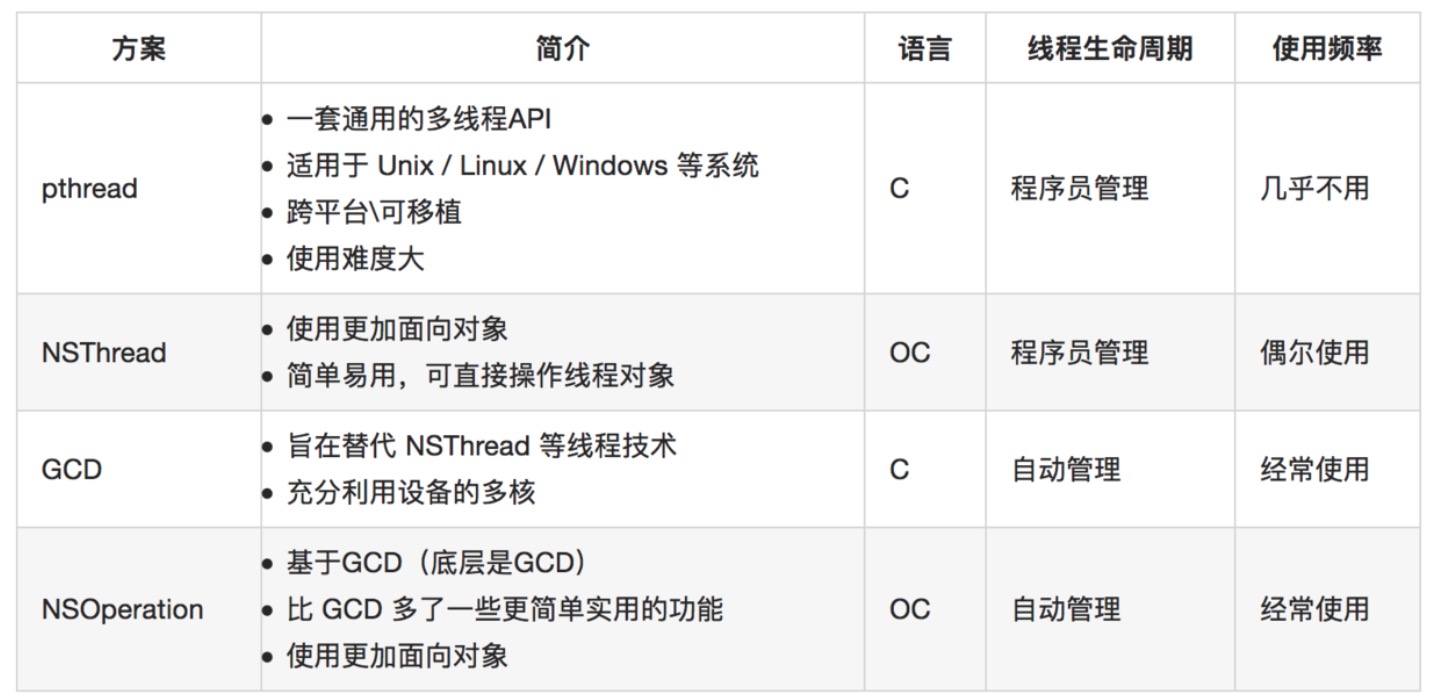 方案 简介 语言 线程生命周期 使用频率
pthread
• 一套通用的多线程API
• 适用于 Unix / Linux / Windows 等系统
• 跨平台\可移植
• 使用难度大
C 程序员管理 几乎不用
NSThread
• 使用更加面向对象
• 简单易用，可直接操作线程对象
OC 程序员管理 偶尔使用
GCD
• 旨在替代 NSThread 等线程技术
• 充分利用设备的多核
C 自动管理 经常使用
NSOperation
• 基于GCD（底层是GCD）
• 比 GCD 多了一些更简单实用的功能
• 使用更加面向对象
OC 自动管理 经常使用